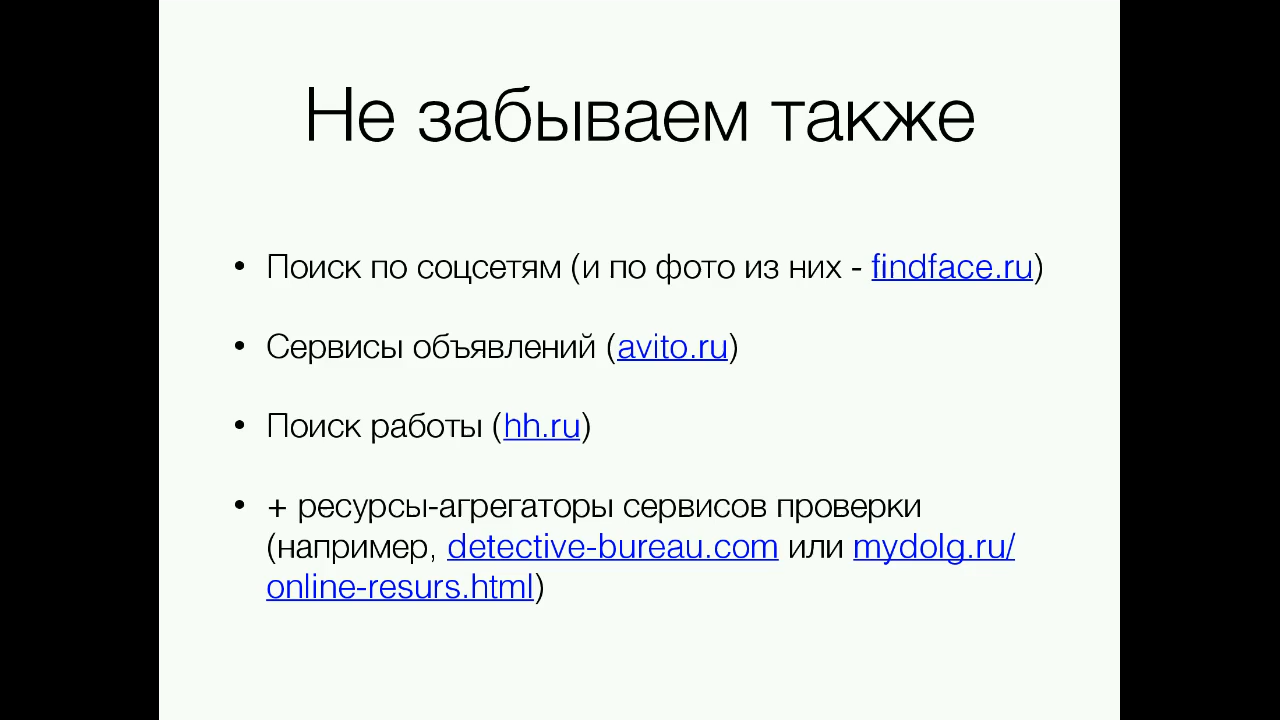 Не забываем также
• Поиск по соцсетям (и по фото из них - findface.ru)
• Сервисы объявлений (avito.ru)
• Поиск работы (hh.ru)
• + ресурсы-агрегаторы сервисов проверки
(например, detective-bureau.com или mydolg.ru/
online-resurs.html)